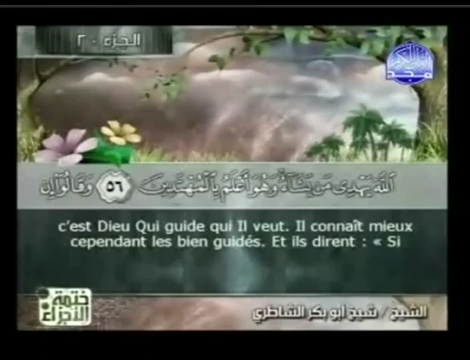 الجزء - ٢٠
المجد
اللَّهَ يَهْدِي مَن يَشَاءُ وَهُوَ أَعْلَمُ بِالْمُهْتَدِينَ ٥٦ وَقَالُوا إِن
c'est Dieu Qui guide qui Il veut. Il connaît mieux
cependant les bien guidés. Et ils dirent : « Si
ختمة
الأجزاء
الشيخ / شيخ أبو بكر الشاطري